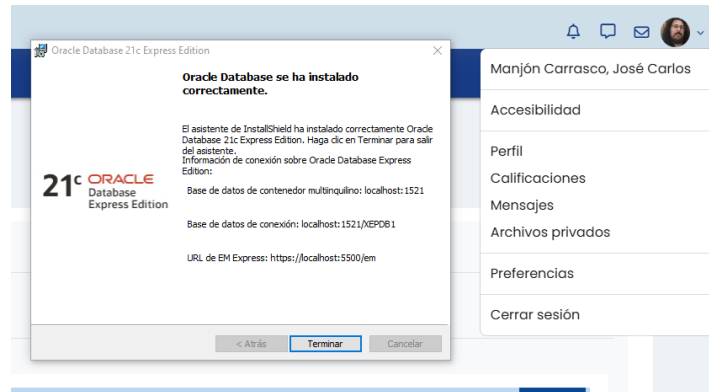 Oracle Database 21c Express Edition
Oracle Database se ha instalado
correctamente.
El asistente de InstallShield ha instalado correctamente Oracle
Database 21c Express Edition. Haga clic en Terminar para salir
del asistente.
Información de conexión sobre Oracle Database Express
Edition:
Base de datos de contenedor multiinquilino: localhost:1521
Base de datos de conexión: localhost:1521/XEPDB1
URL de EM Express: https://localhost:5500/em
21c ORACLE
Database
Express Edition
< Atrás
Terminar
Cancelar
Manjón Carrasco, José Carlos
Accesibilidad
Perfil
Calificaciones
Mensajes
Archivos privados
Preferencias
Cerrar sesión